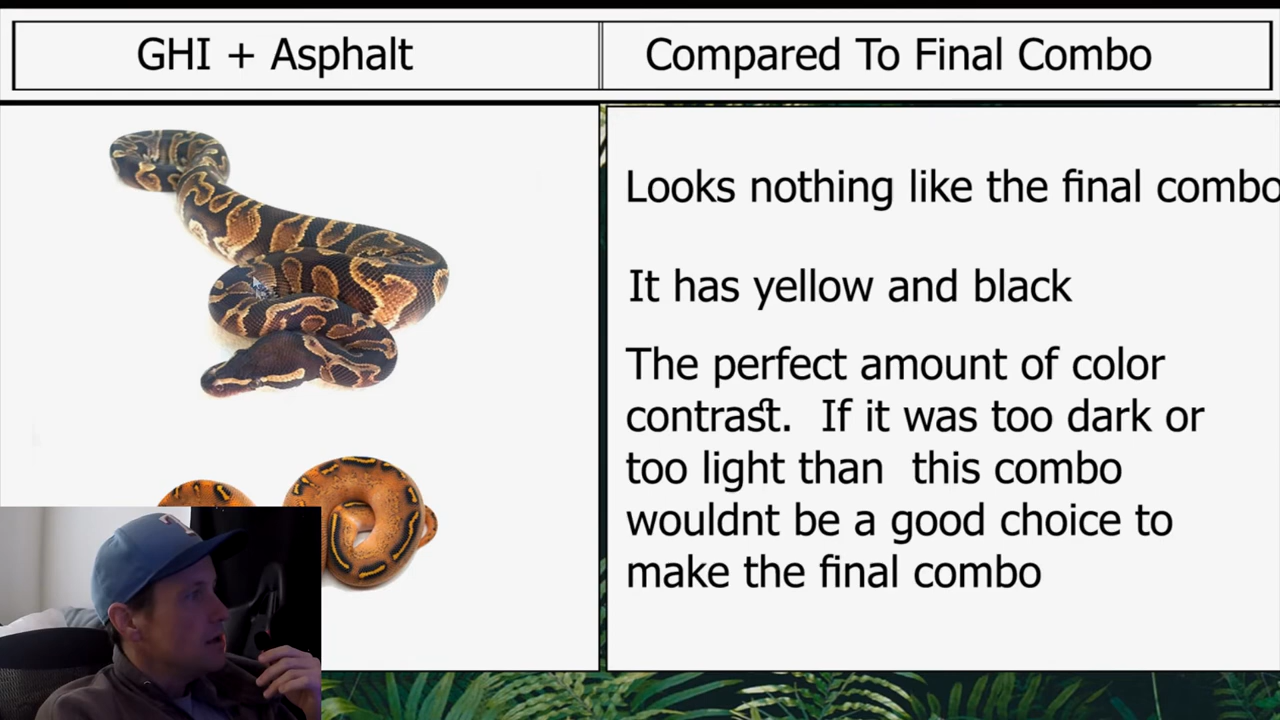 GHI + Asphalt
Compared To Final Combo
Looks nothing like the final combo
It has yellow and black
The perfect amount of color
contrast. If it was too dark or
too light than this combo
wouldnt be a good choice to
make the final combo